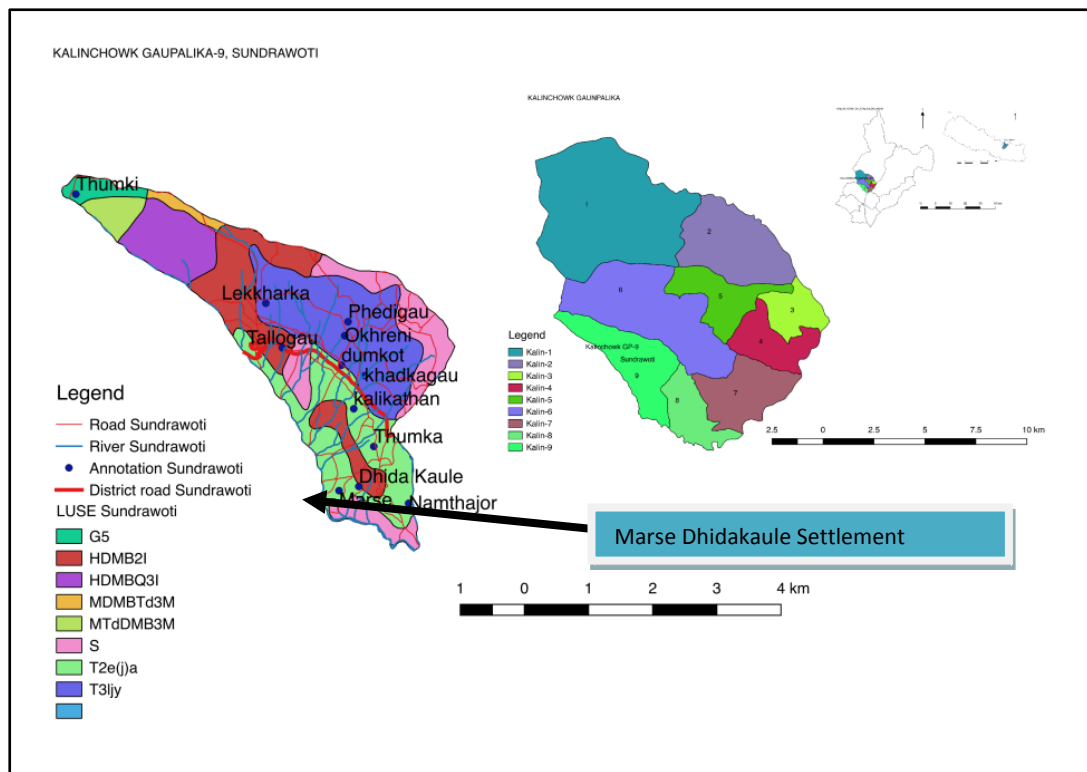 KALINCHOWK GAUPALIKA-9, SUNDRAWOTI
Thumki
Lekkharka
Phedigau
Okhreni
Tallogau
dumkot
khadkagau
kalikathan
Thumka
Dhida Kaule
Marse
Namthajor
Legend
Road Sundrawoti
River Sundrawoti
Annotation Sundrawoti
District road Sundrawoti
LUSE Sundrawoti
G5
HDMB2I
HDMBQ3I
MDMBTd3M
MTdDMB3M
S
T2e(j)a
T3ljy
1 0 1 2 3 4 km
KALINCHOWK GAUNPALIKA
1
2
3
4
5
6
7
8
9
Kalinchowk GP-9
Sundrawoti
Legend
Kalin-1
Kalin-2
Kalin-3
Kalin-4
Kalin-5
Kalin-6
Kalin-7
Kalin-8
Kalin-9
2.5 0 2.5 5 7.5 10 km
Marse Dhidakaule Settlement